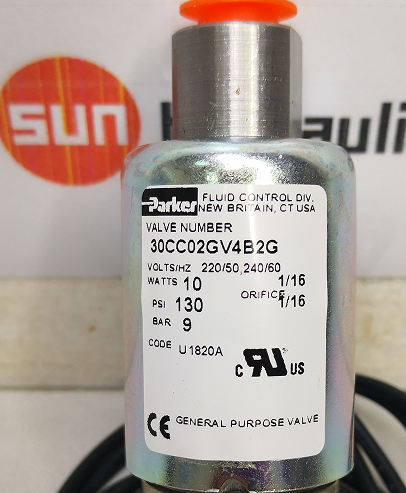 sun hydrauli
Parker FLUID CONTROL DIV.
NEW BRITAIN, CT USA
VALVE NUMBER
30CC02GV4B2G
VOLTS/HZ 220/50,240/60
WATTS 10 1/16
ORIFICE 1/16
PSI 130
BAR 9
CODE U1820A
c RU US
CE GENERAL PURPOSE VALVE